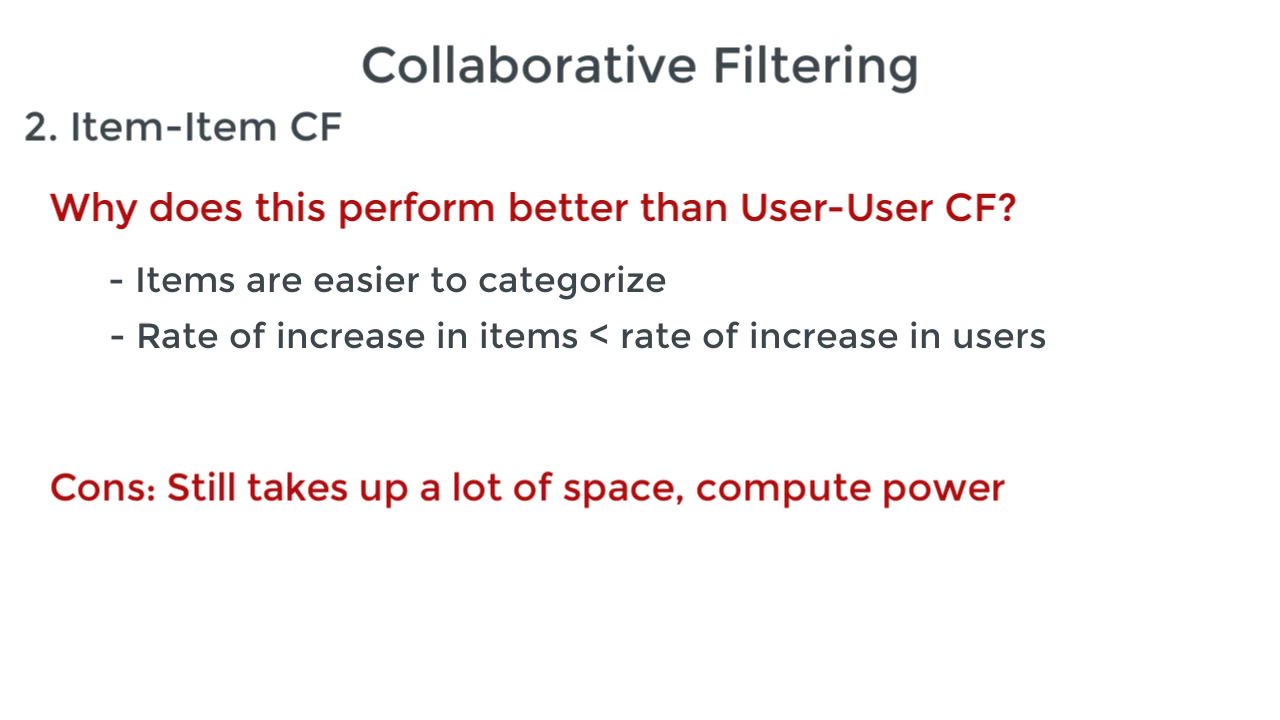 Collaborative Filtering
2. Item-Item CF
Why does this perform better than User-User CF?
- Items are easier to categorize
- Rate of increase in items < rate of increase in users
Cons: Still takes up a lot of space, compute power